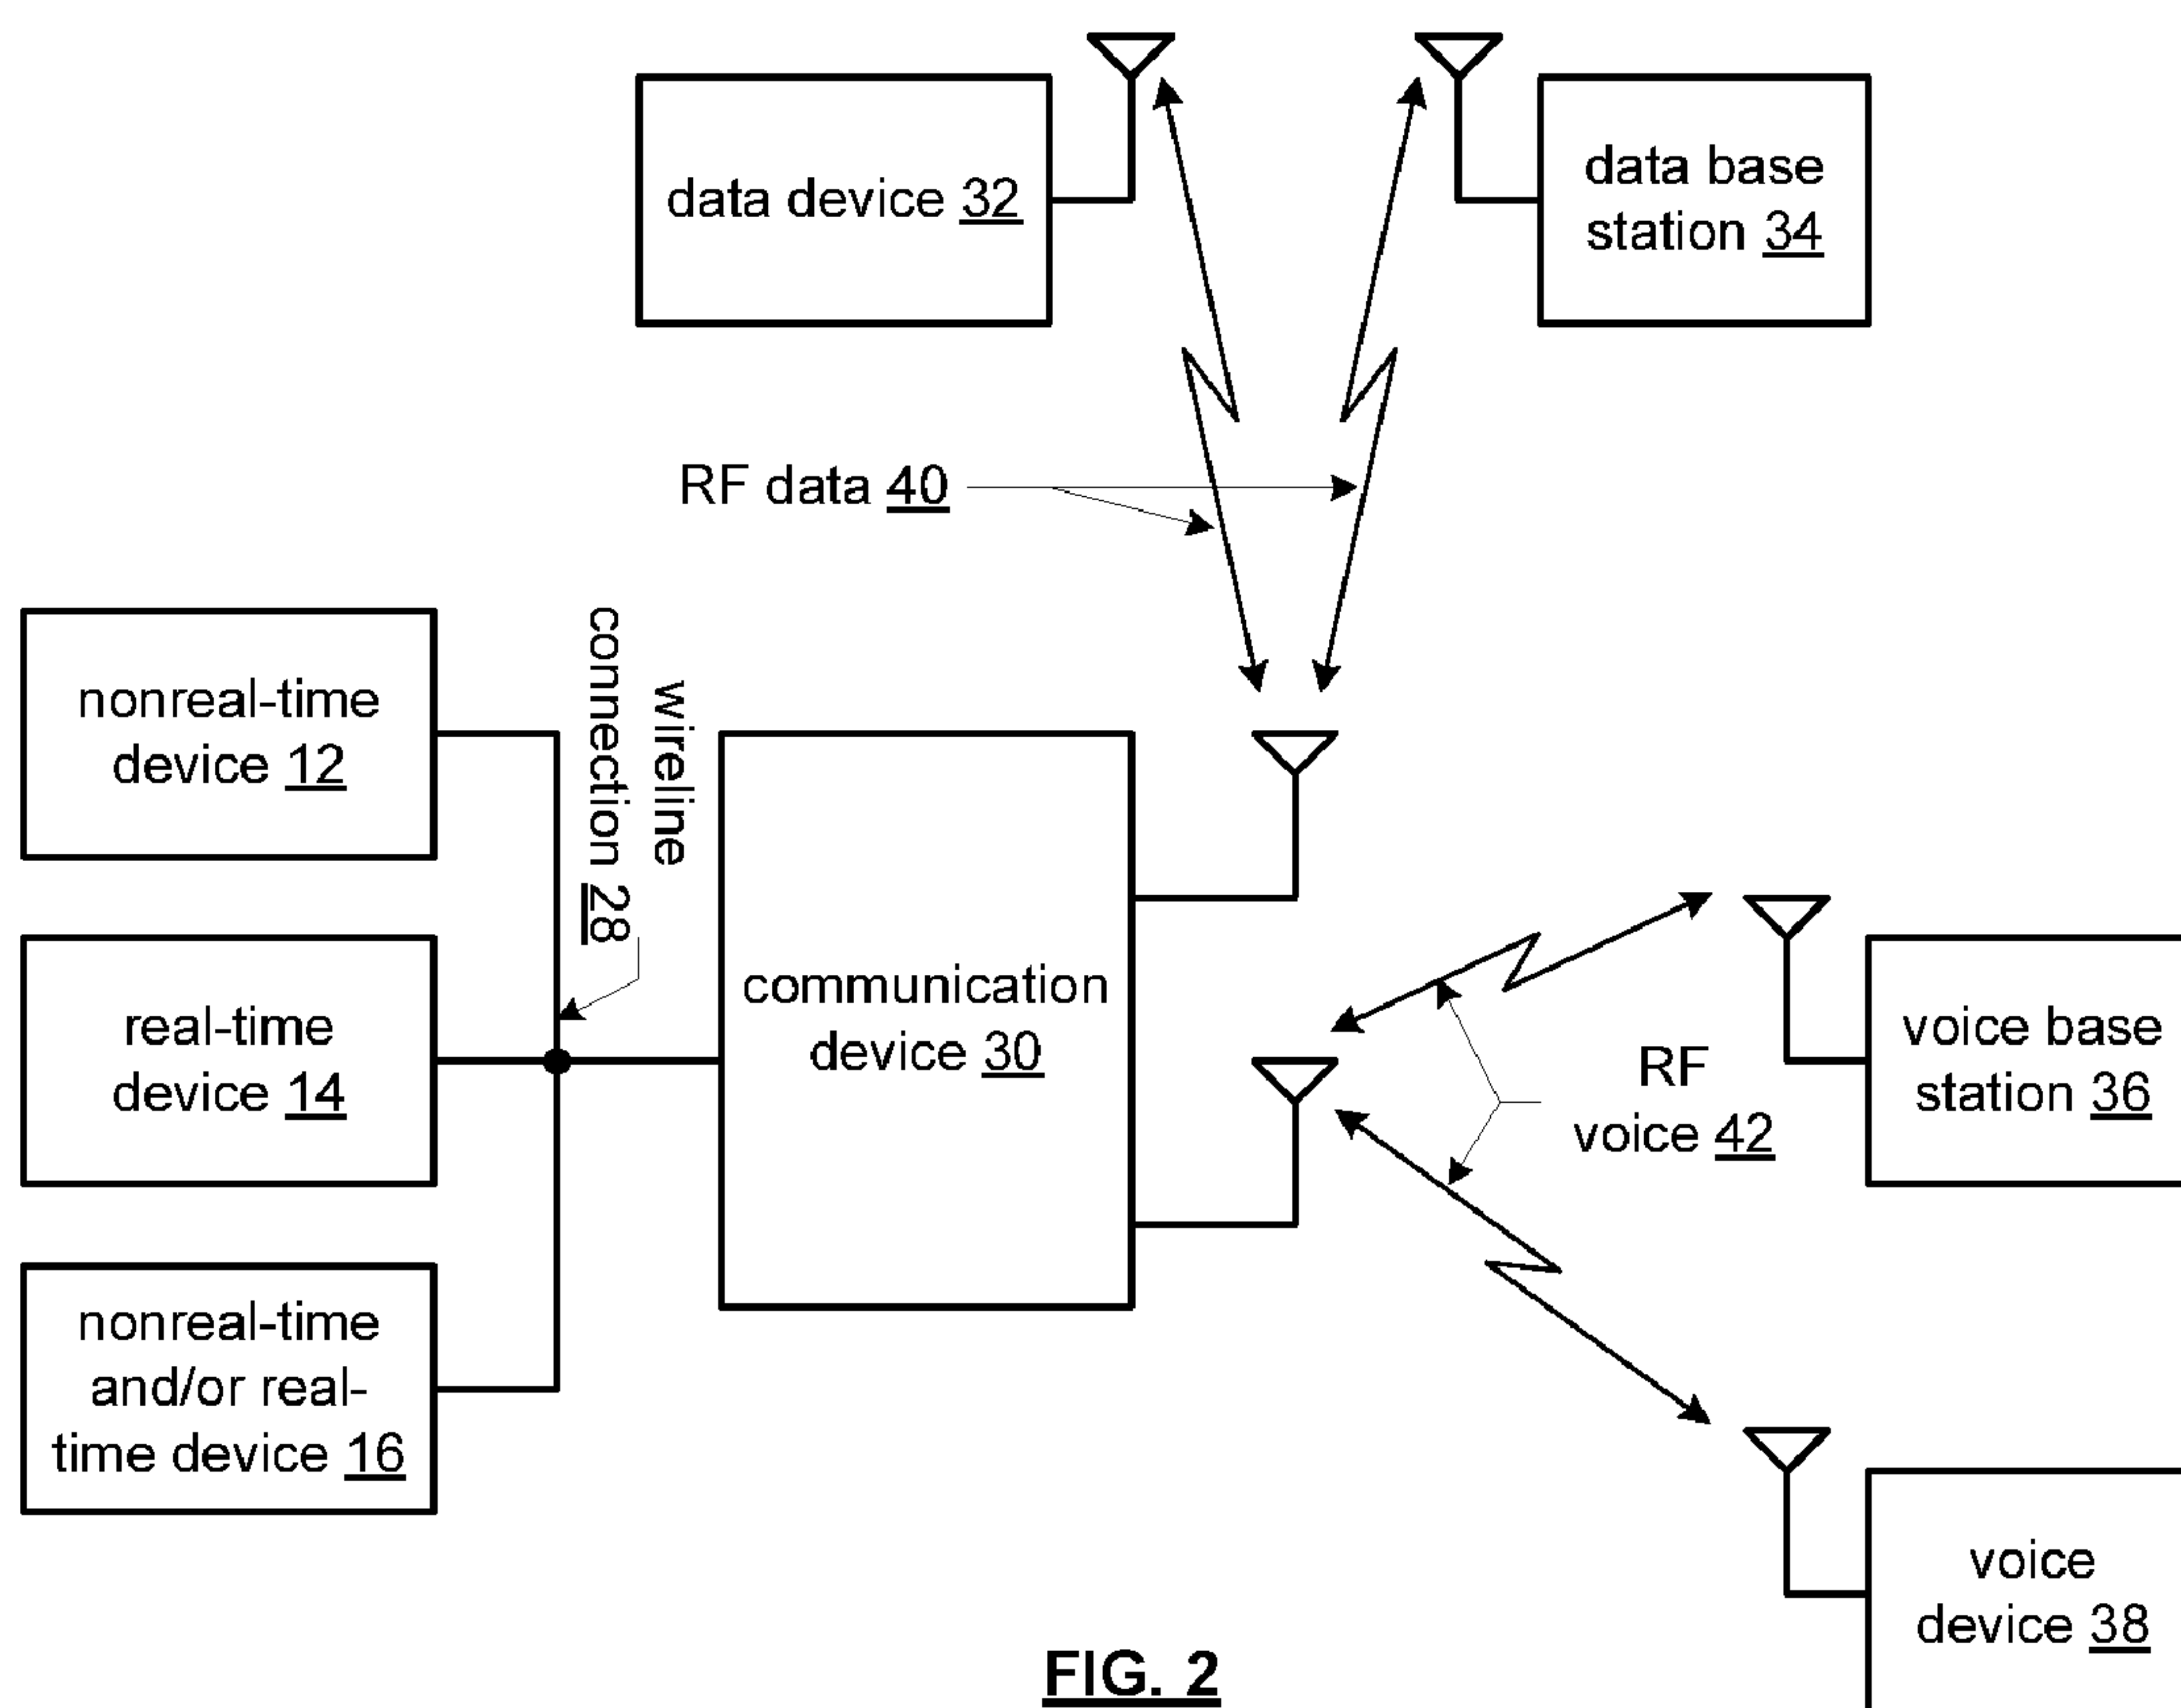 data device 32
data base
station 34
RF data 40
nonreal-time
device 12
wireline
connection 28
real-time
device 14
nonreal-time
and/or real-
time device 16
communication
device 30
RF
voice 42
voice base
station 36
voice
device 38
FIG. 2